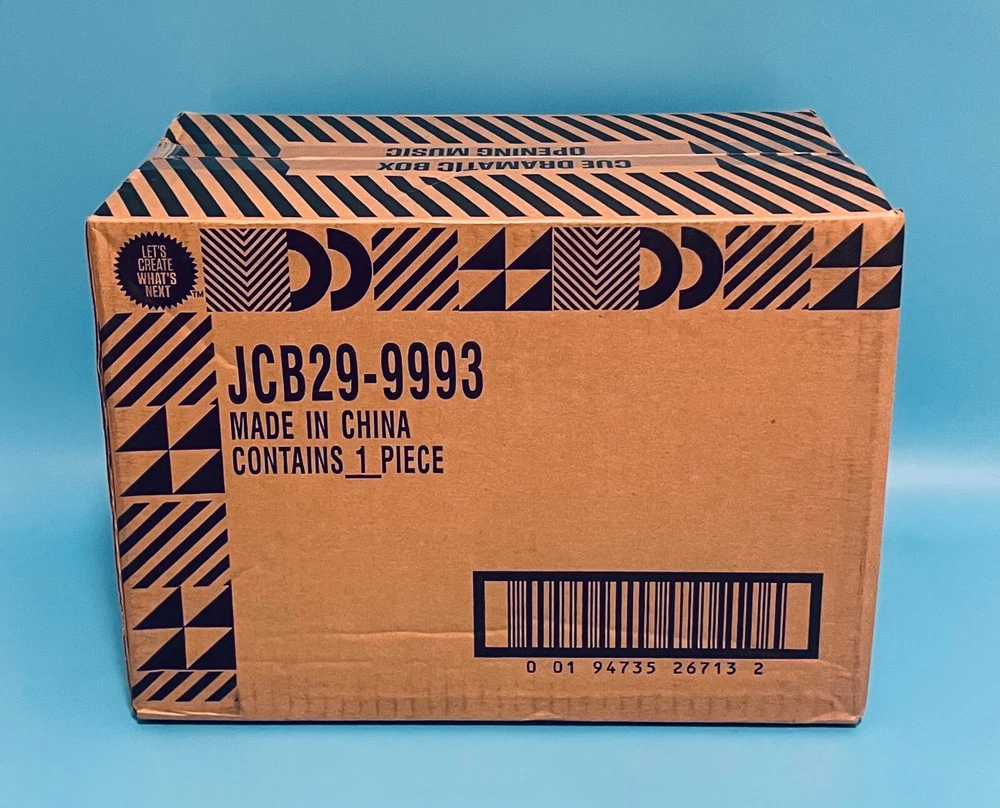 CUE DRAMATIC BOX
OPENING MUSIC
LET'S
CREATE
WHAT'S
NEXT
TM
JCB29-9993
MADE IN CHINA
CONTAINS 1 PIECE
0 01 94735 26713 2